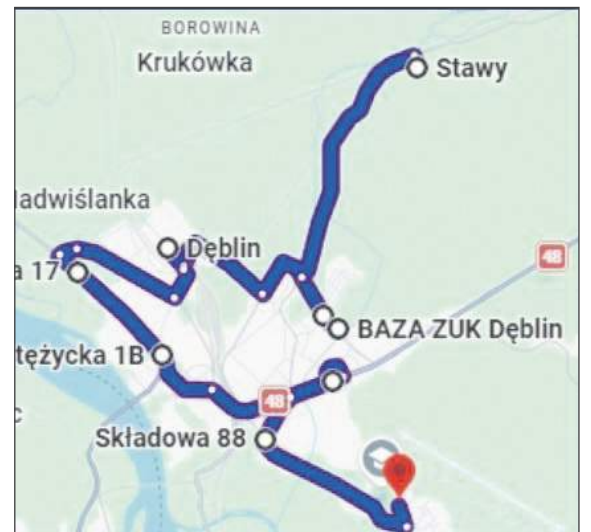 BOROWINA
Krukówka
Stawy
adwiślanka
Dęblin
48
a 17
BAZA ZUK Dęblin
tężycka 1B
48
Składowa 88
c